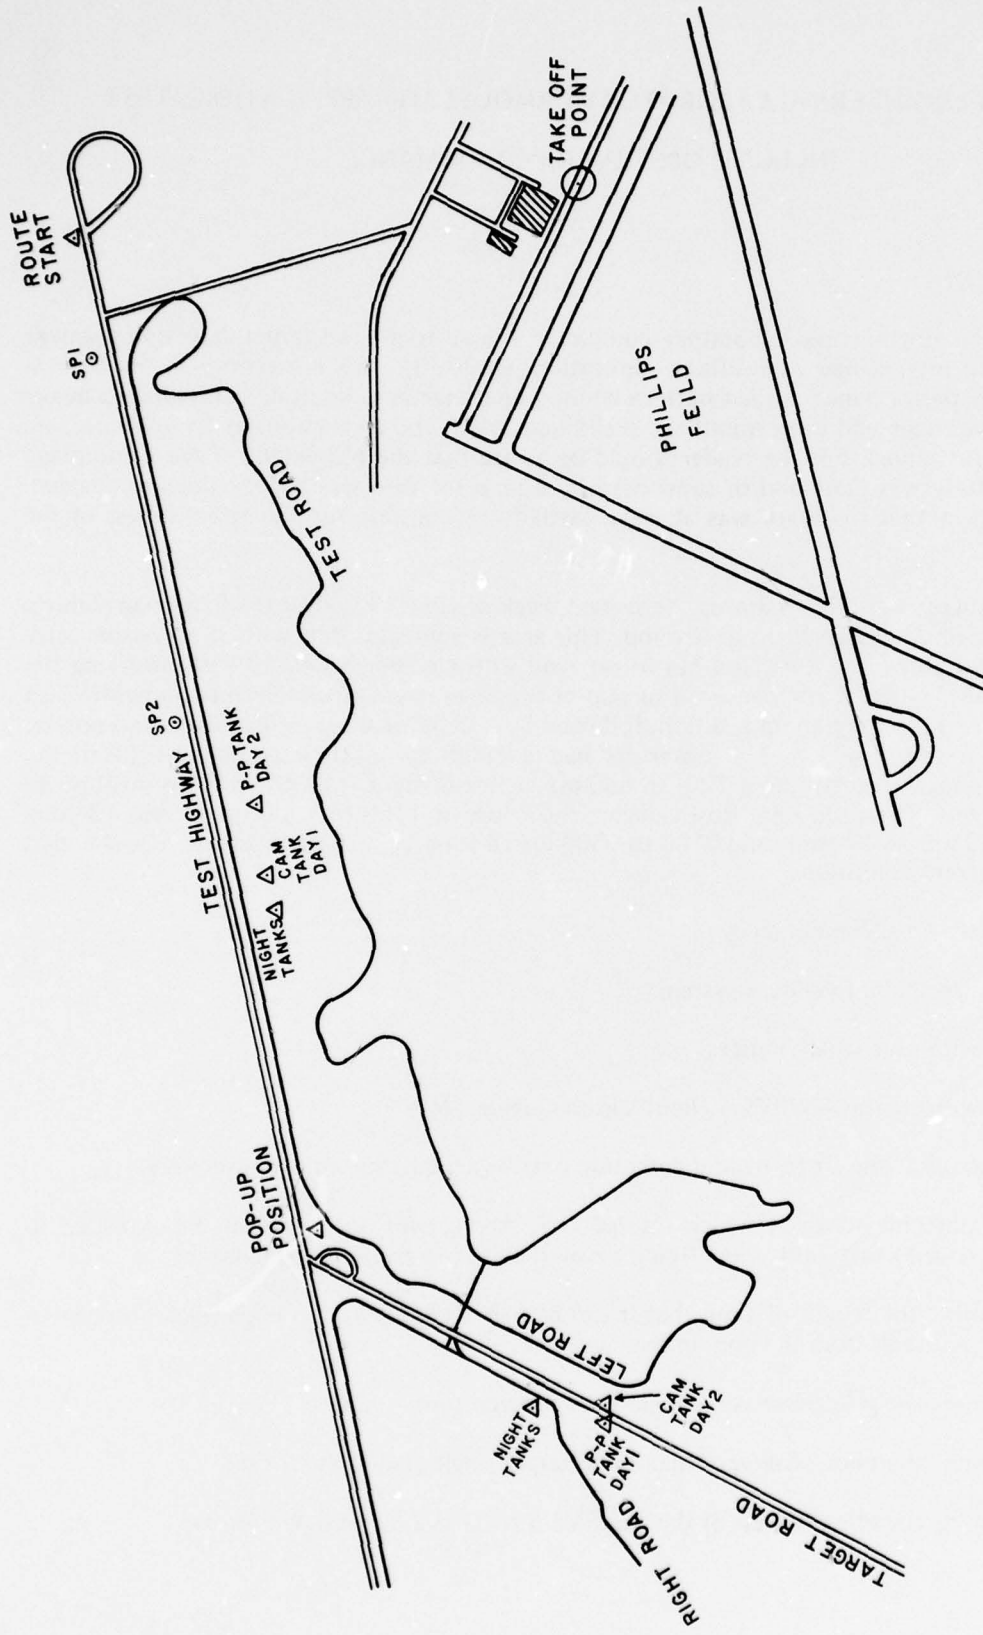 ROUTE
START
SP1
TAKE OFF
POINT
TEST ROAD
PHILLIPS
FEILD
SP2
TEST HIGHWAY
P-P TANK
DAY2
CAM
TANK
DAY1
NIGHT
TANKS
POP-UP
POSITION
LEFT ROAD
NIGHT
TANKS
P-P
TANK
DAY1
CAM
TANK
DAY2
RIGHT ROAD
TARGET ROAD